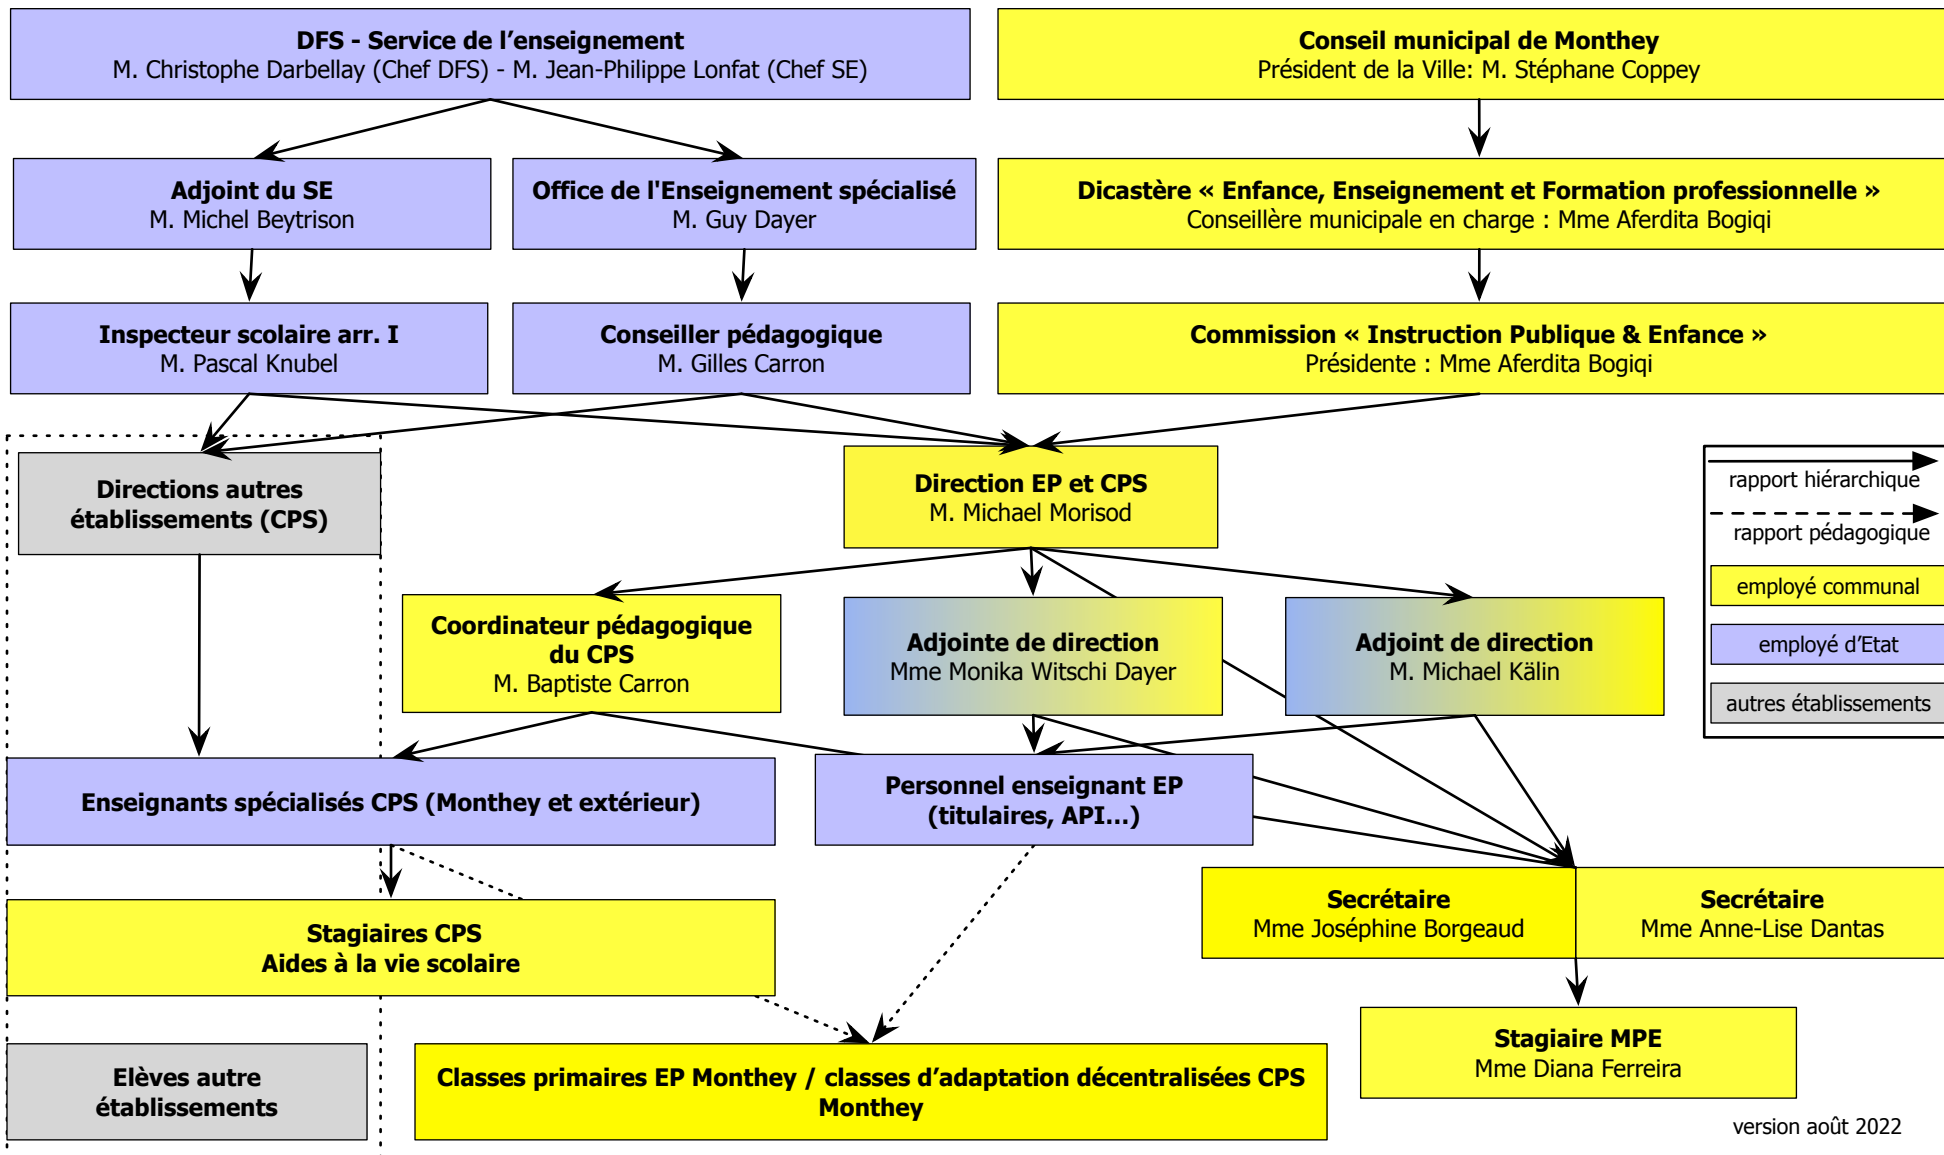 DFS - Service de l’enseignement
M. Christophe Darbellay (Chef DFS) - M. Jean-Philippe Lonfat (Chef SE)
Conseil municipal de Monthey
Président de la Ville: M. Stéphane Coppey
Adjoint du SE
M. Michel Beytrison
Office de l'Enseignement spécialisé
M. Guy Dayer
Dicastère « Enfance, Enseignement et Formation professionnelle »
Conseillère municipale en charge : Mme Aferdita Bogiqi
Inspecteur scolaire arr. I
M. Pascal Knubel
Conseiller pédagogique
M. Gilles Carron
Commission « Instruction Publique & Enfance »
Présidente : Mme Aferdita Bogiqi
Directions autres
établissements (CPS)
Direction EP et CPS
M. Michael Morisod
rapport hiérarchique
rapport pédagogique
employé communal
employé d’Etat
autres établissements
Coordinateur pédagogique
du CPS
M. Baptiste Carron
Adjointe de direction
Mme Monika Witschi Dayer
Adjoint de direction
M. Michael Kälin
Enseignants spécialisés CPS (Monthey et extérieur)
Personnel enseignant EP
(titulaires, API…)
Secrétaire
Mme Joséphine Borgeaud
Secrétaire
Mme Anne-Lise Dantas
Stagiaires CPS
Aides à la vie scolaire
Stagiaire MPE
Mme Diana Ferreira
Elèves autre
établissements
Classes primaires EP Monthey / classes d’adaptation décentralisées CPS
Monthey
version août 2022